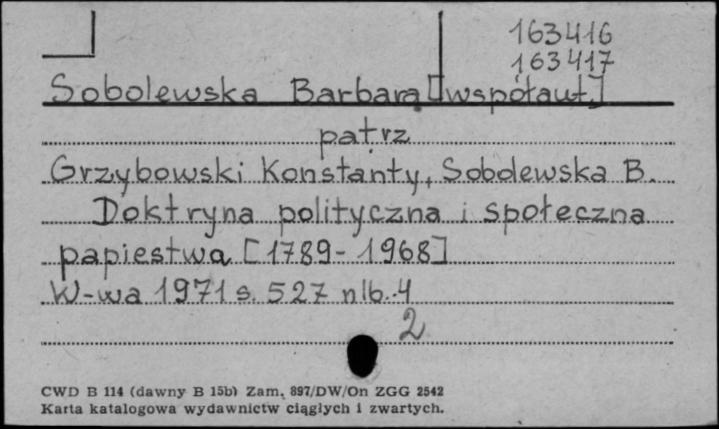 163416
163417
Sobolewska Barbara [współaut.]
patrz
Grzybowski Konstanty, Sobolewska B.
Doktryna polityczna i społeczna
papiestwa [1789-1968]
W-wa 1971 s. 527 nlb. 4
2
CWD B 114 (dawny B 15b) Zam. 897/DW/On ZGG 2542
Karta katalogowa wydawnictw ciągłych i zwartych.